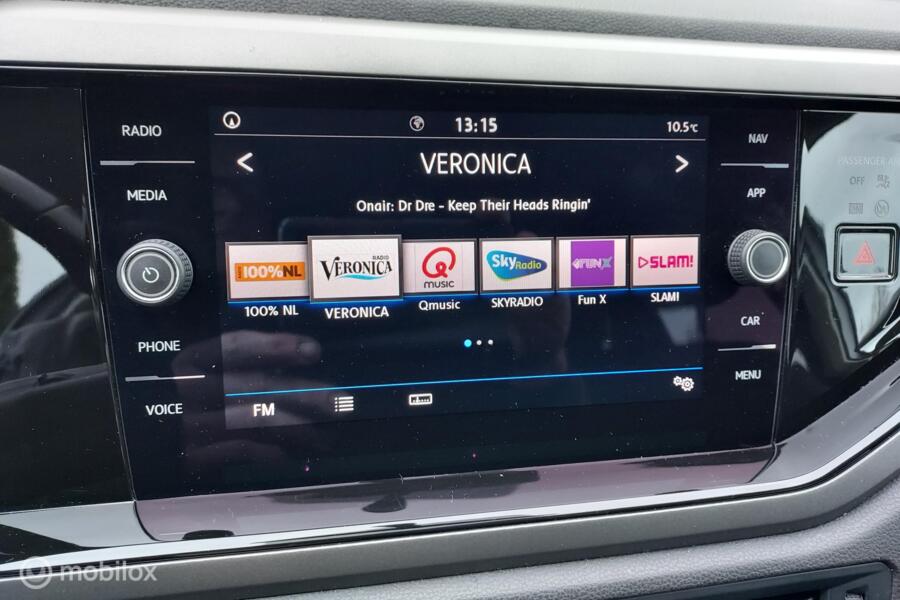 RADIO
MEDIA
PHONE
VOICE
13:15
10.5°C
<
VERONICA
>
Onair: Dr Dre - Keep Their Heads Ringin'
100%NL
RADIO
VERONICA
MUSIC
Sky Radio
FUNX
SLAM!
100% NL
VERONICA
Qmusic
SKYRADIO
Fun X
SLAM!
FM
NAV
APP
CAR
MENU
PASSENGER
OFF
mobilox